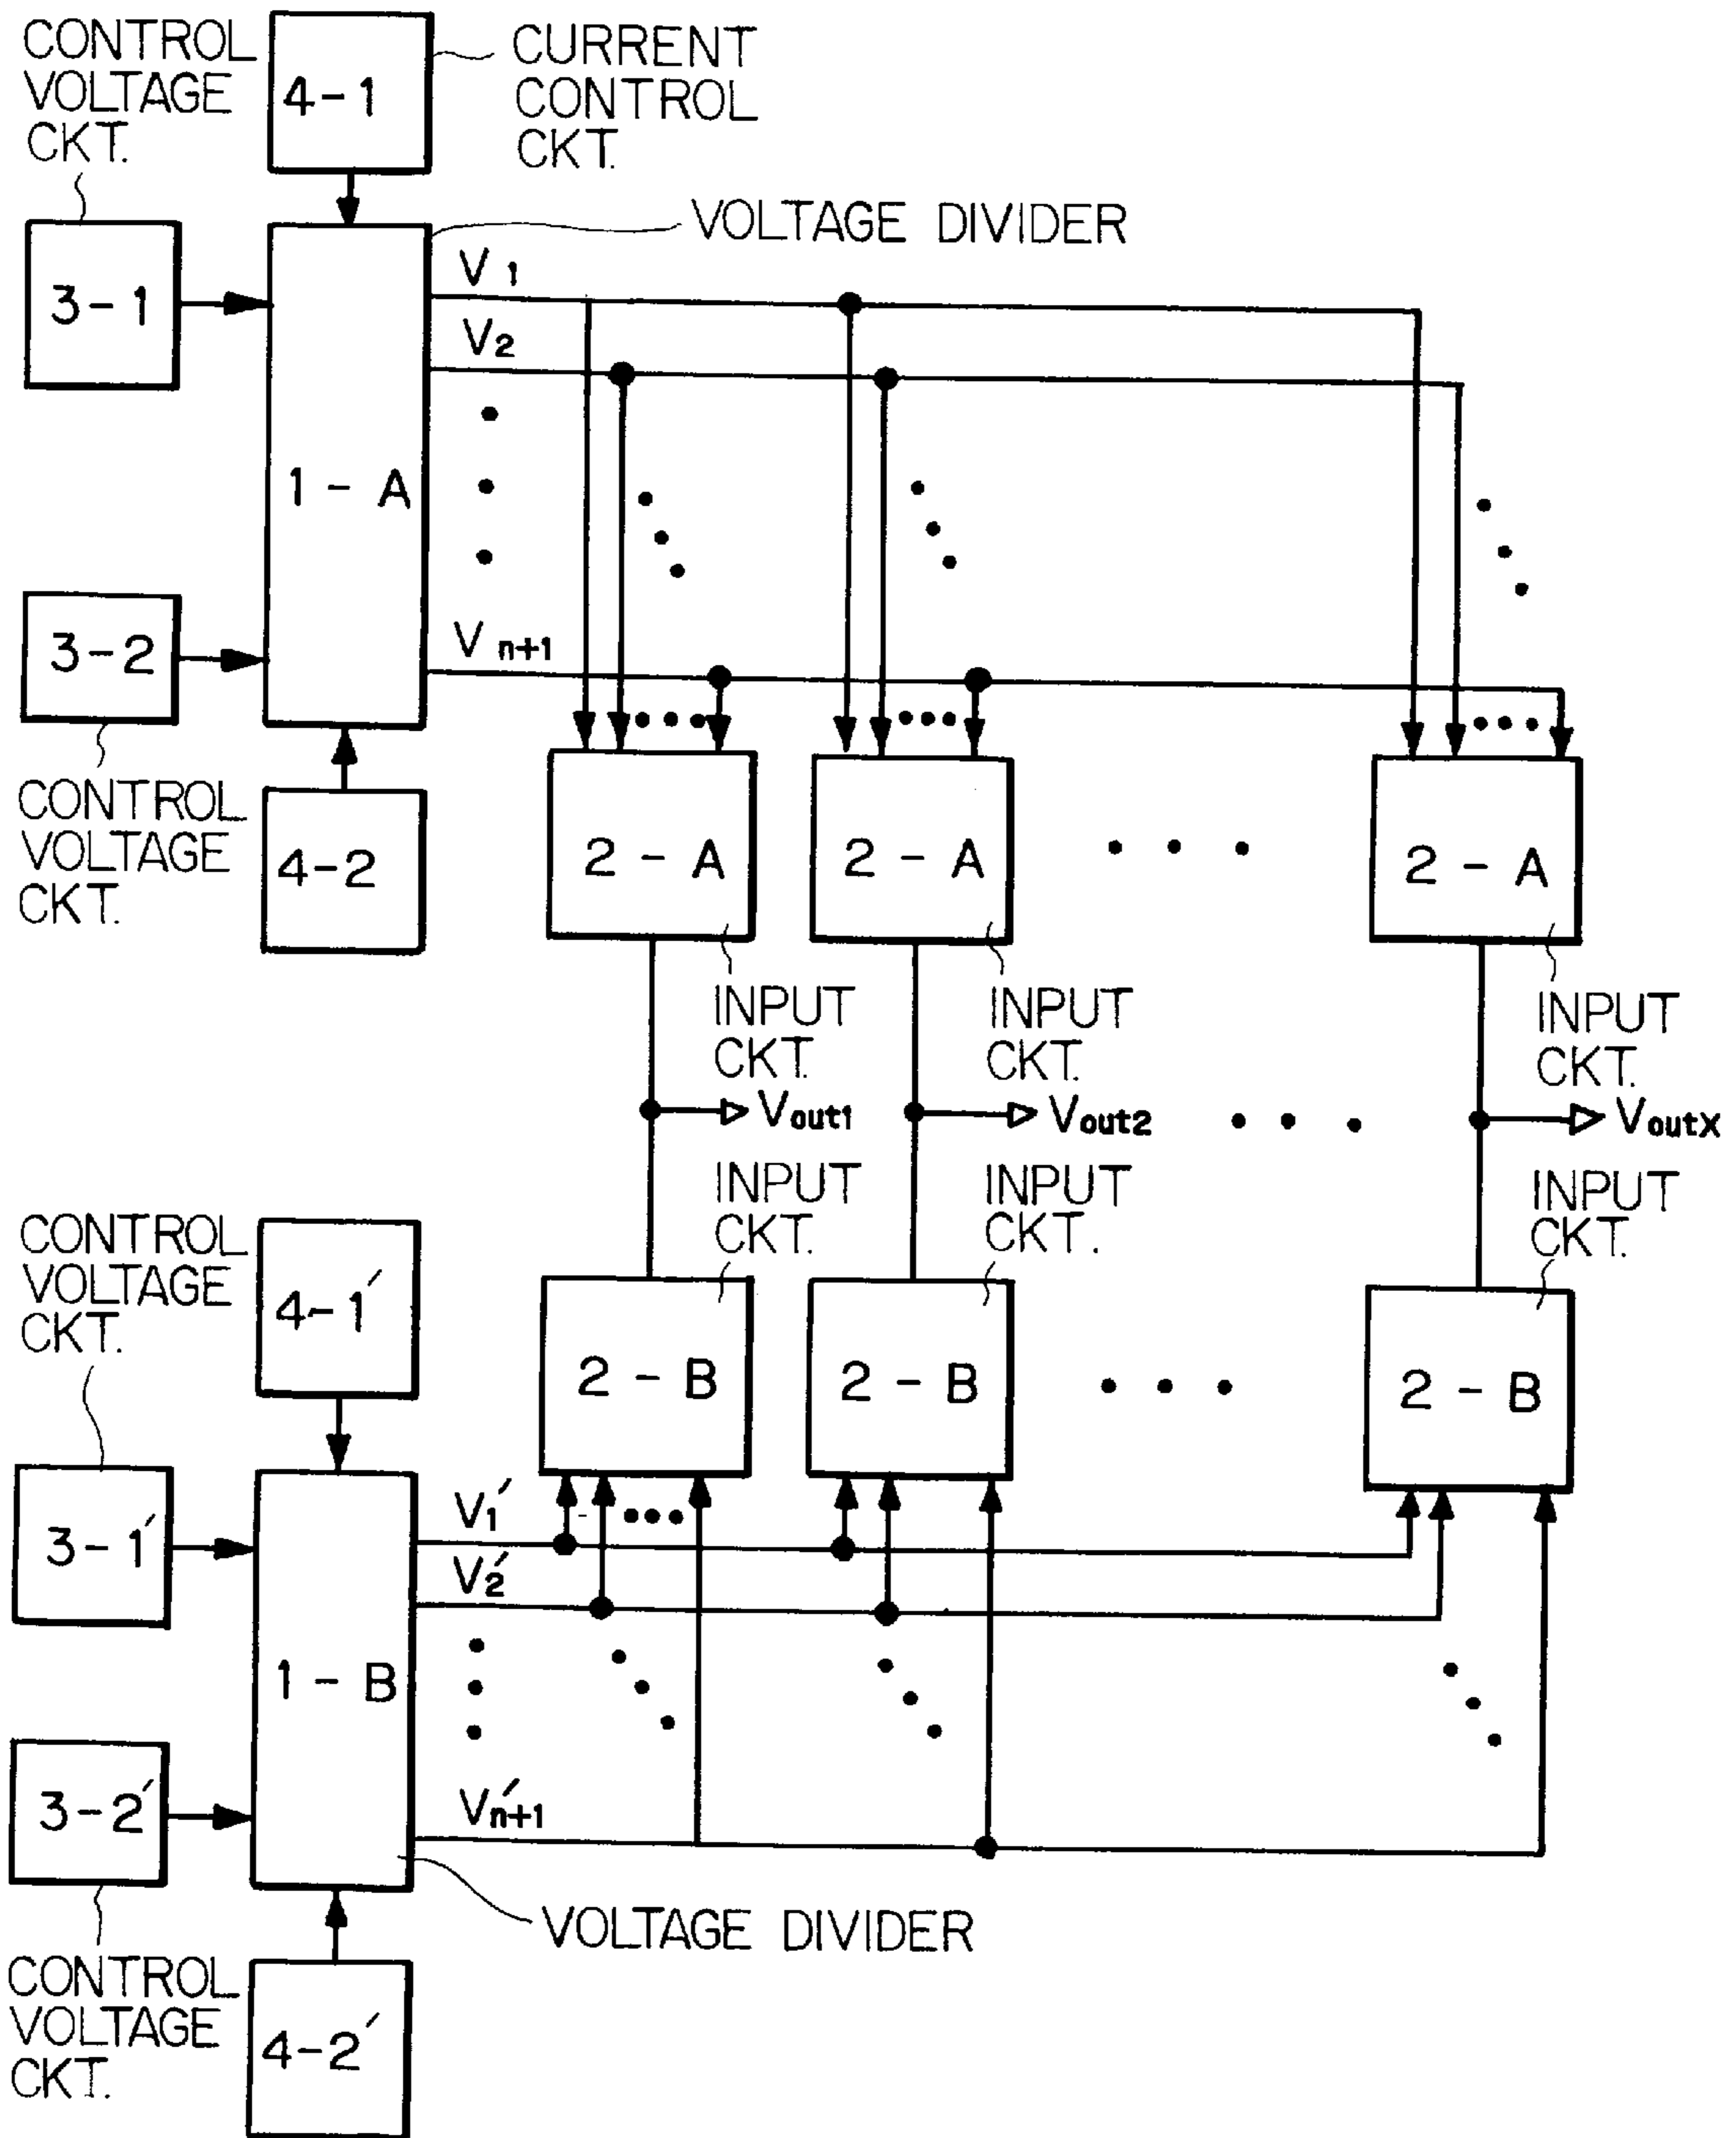 CONTROL
VOLTAGE
CKT.
4-1
CURRENT
CONTROL
CKT.
VOLTAGE DIVIDER
3-1
V1
V2
1-A
3-2
Vn+1
CONTROL
VOLTAGE
CKT.
4-2
2-A
2-A
2-A
INPUT
CKT.
INPUT
CKT.
INPUT
CKT.
Vout1
Vout2
VoutX
INPUT
CKT.
INPUT
CKT.
INPUT
CKT.
CONTROL
VOLTAGE
CKT.
4-1′
2-B
2-B
2-B
3-1′
V1′
V2′
1-B
3-2′
Vn+1′
VOLTAGE DIVIDER
CONTROL
VOLTAGE
CKT.
4-2′